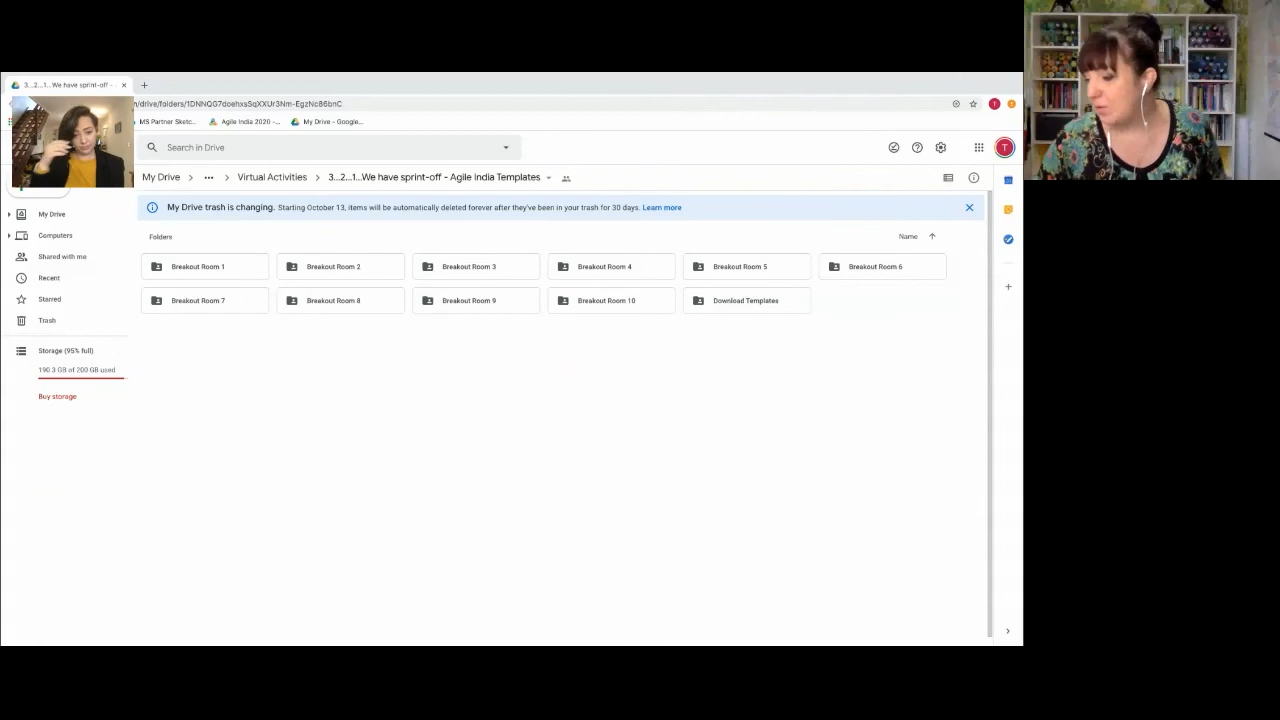 3...2...1...We have sprint-off -
/drive/folders/1DNNQG7doehxsSqXXUr3Nm-EgzNcB6bnC
T
MS Partner Sketc...
Agile India 2020 -...
My Drive - Google...
Search in Drive
T
My Drive
Virtual Activities
3...2...1...We have sprint-off - Agile India Templates
My Drive trash is changing. Starting October 13, items will be automatically deleted forever after they've been in your trash for 30 days. Learn more
My Drive
Computers
Shared with me
Recent
Starred
Trash
Storage (95% full)
190.3 GB of 200 GB used
Buy storage
Folders
Name
Breakout Room 1
Breakout Room 2
Breakout Room 3
Breakout Room 4
Breakout Room 5
Breakout Room 6
Breakout Room 7
Breakout Room 8
Breakout Room 9
Breakout Room 10
Download Templates